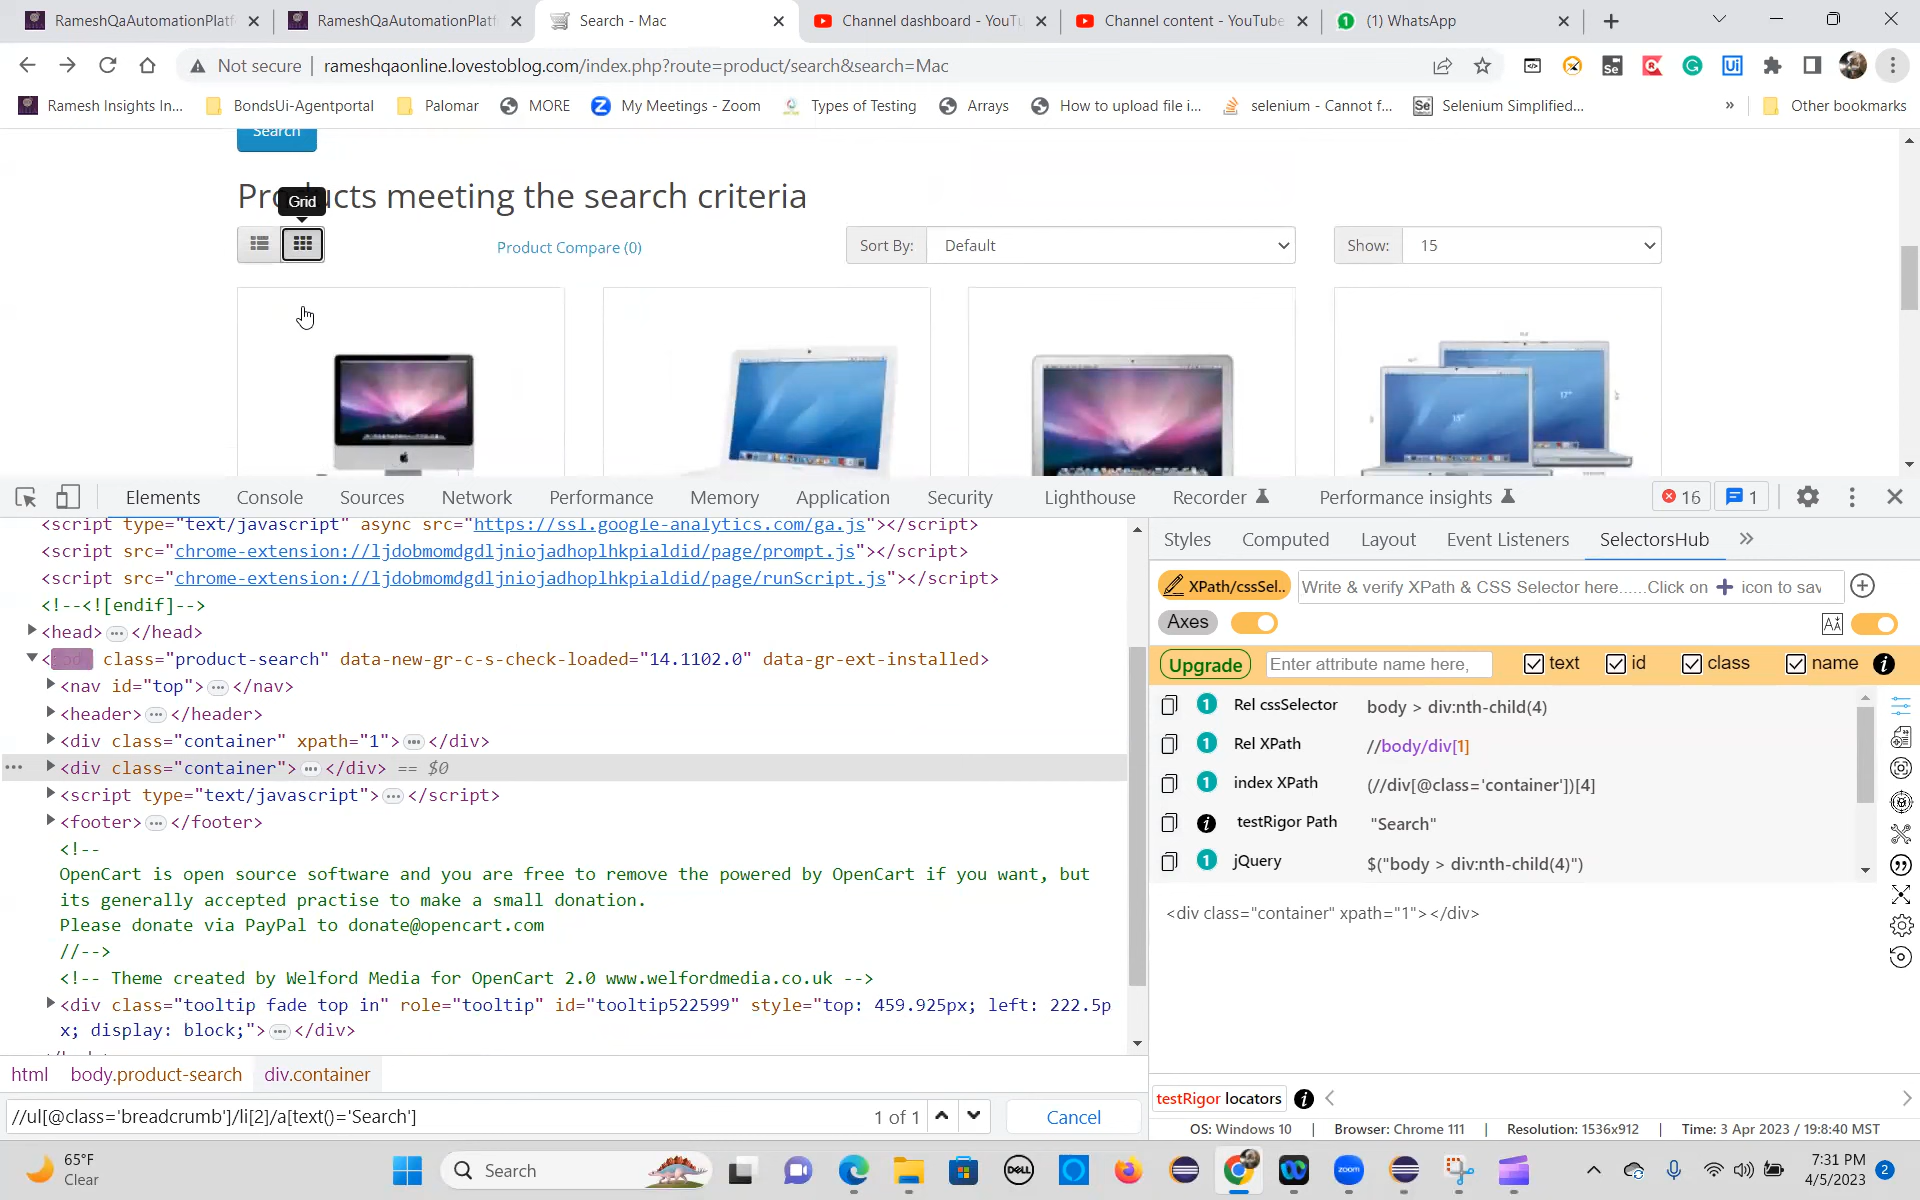 RameshQaAutomationPlatf
RameshQaAutomationPlatf
Search - Mac
Channel dashboard - YouTu
Channel content - YouTube
(1) WhatsApp
Not secure
rameshqaonline.lovestoblog.com/index.php?route=product/search&search=Mac
Ramesh Insights In...
BondsUi-Agentportal
Palomar
MORE
My Meetings - Zoom
Types of Testing
Arrays
How to upload file i...
selenium - Cannot f...
Selenium Simplified...
»
Other bookmarks
Search
Products meeting the search criteria
Grid
Product Compare (0)
Sort By:
Default
Show:
15
Elements
Console
Sources
Network
Performance
Memory
Application
Security
Lighthouse
Recorder
Performance insights
16
1
<script type="text/javascript" async src="https://ssl.google-analytics.com/ga.js"></script>
<script src="chrome-extension://ljdobmomdgdljniojadhoplhkpialdid/page/prompt.js"></script>
<script src="chrome-extension://ljdobmomdgdljniojadhoplhkpialdid/page/runScript.js"></script>
<!--<![endif]-->
<head>…</head>
<body class="product-search" data-new-gr-c-s-check-loaded="14.1102.0" data-gr-ext-installed>
<nav id="top">…</nav>
<header>…</header>
<div class="container" xpath="1">…</div>
<div class="container">…</div> == $0
<script type="text/javascript">…</script>
<footer>…</footer>
<!--
OpenCart is open source software and you are free to remove the powered by OpenCart if you want, but
its generally accepted practise to make a small donation.
Please donate via PayPal to donate@opencart.com
//-->
<!-- Theme created by Welford Media for OpenCart 2.0 www.welfordmedia.co.uk -->
<div class="tooltip fade top in" role="tooltip" id="tooltip522599" style="top: 459.925px; left: 222.5p
x; display: block;">…</div>
html
body.product-search
div.container
//ul[@class='breadcrumb']/li[2]/a[text()='Search']
1 of 1
Cancel
Styles
Computed
Layout
Event Listeners
SelectorsHub
XPath/cssSel..
Write & verify XPath & CSS Selector here......Click on + icon to sav
Axes
Upgrade
Enter attribute name here,
text
id
class
name
1 Rel cssSelector body > div:nth-child(4)
1 Rel XPath //body/div[1]
1 index XPath (//div[@class='container'])[4]
testRigor Path "Search"
1 jQuery $("body > div:nth-child(4)")
<div class="container" xpath="1"></div>
testRigor locators
OS: Windows 10 | Browser: Chrome 111 | Resolution: 1536x912 | Time: 3 Apr 2023 / 19:8:40 MST
65°F
Clear
Search
DELL
zoom
7:31 PM
4/5/2023
2